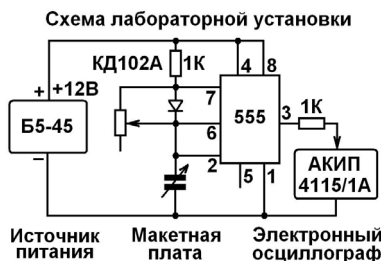 Схема лабораторной установки
КД102А 1К
4 8
+ +12В
7
Б5-45
6
555
3 1К
–
2
5 1
АКИП
4115/1А
Источник питания
Макетная плата
Электронный осциллограф